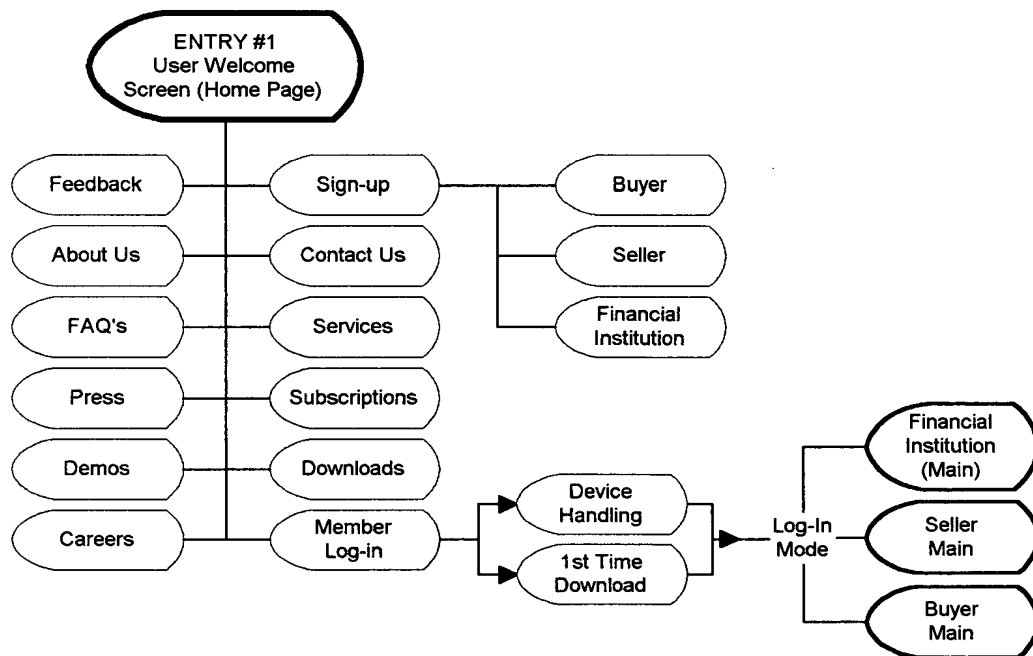 ENTRY #1
User Welcome
Screen (Home Page)
Feedback
Sign-up
Buyer
About Us
Contact Us
Seller
FAQ's
Services
Financial
Institution
Press
Subscriptions
Financial
Institution
(Main)
Demos
Downloads
Device
Handling
Careers
Member
Log-in
1st Time
Download
Log-In
Mode
Seller
Main
Buyer
Main